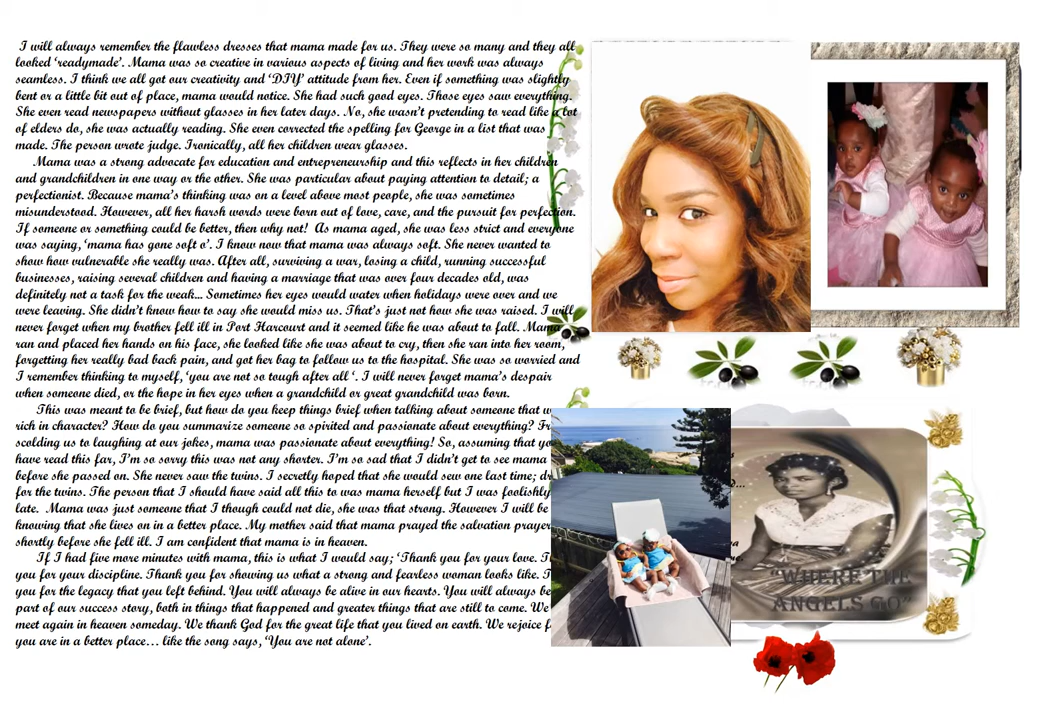 I will always remember the flawless dresses that mama made for us. They were so many and they all
looked ‘readymade’. Mama was so creative in various aspects of living and her work was always
seamless. I think we all got our creativity and ‘DIY’ attitude from her. Even if something was slightly
bent or a little bit out of place, mama would notice. She had such good eyes. Those eyes saw everything.
She even read newspapers without glasses in her later days. No, she wasn’t pretending to read like a lot
of elders do, she was actually reading. She even corrected the spelling for George in a list that was
made. The person wrote judge. Ironically, all her children wear glasses.
Mama was a strong advocate for education and entrepreneurship and this reflects in her children
and grandchildren in one way or the other. She was particular about paying attention to detail; a
perfectionist. Because mama’s thinking was on a level above most people, she was sometimes
misunderstood. However, all her harsh words were born out of love, care, and the pursuit for perfection.
If someone or something could be better, then why not! As mama aged, she was less strict and everyone
was saying, ‘mama has gone soft o’. I know now that mama was always soft. She never wanted to
show how vulnerable she really was. After all, surviving a war, losing a child, running successful
businesses, raising several children and having a marriage that was over four decades old, was
definitely not a task for the weak... Sometimes her eyes would water when holidays were over and we
were leaving. She didn’t know how to say she would miss us. That’s just not how she was raised. I will
never forget when my brother fell ill in Port Harcourt and it seemed like he was about to fall. Mama
ran and placed her hands on his face, she looked like she was about to cry, then she ran into her room,
forgetting her really bad back pain, and got her bag to follow us to the hospital. She was so worried and
I remember thinking to myself, ‘you are not so tough after all ‘. I will never forget mama’s despair
when someone died, or the hope in her eyes when a grandchild or great grandchild was born.
This was meant to be brief, but how do you keep things brief when talking about someone that w
rich in character? How do you summarize someone so spirited and passionate about everything? Fr
scolding us to laughing at our jokes, mama was passionate about everything! So, assuming that yo
have read this far, I’m so sorry this was not any shorter. I’m so sad that I didn’t get to see mama
before she passed on. She never saw the twins. I secretly hoped that she would sew one last time; dr
for the twins. The person that I should have said all this to was mama herself but I was foolishly
late. Mama was just someone that I though could not die, she was that strong. However I will be
knowing that she lives on in a better place. My mother said that mama prayed the salvation prayer
shortly before she fell ill. I am confident that mama is in heaven.
If I had five more minutes with mama, this is what I would say; ‘Thank you for your love. T
you for your discipline. Thank you for showing us what a strong and fearless woman looks like. T
you for the legacy that you left behind. You will always be alive in our hearts. You will always be
part of our success story, both in things that happened and greater things that are still to come. We
meet again in heaven someday. We thank God for the great life that you lived on earth. We rejoice f
you are in a better place… like the song says, ‘You are not alone’.
“WHERE THE
ANGELS GO”